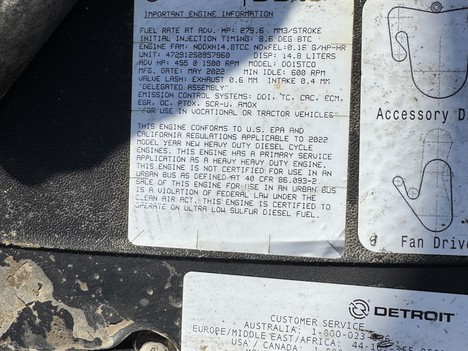 IMPORTANT ENGINE INFORMATION
FUEL RATE AT ADV. HP: 279.6 MM3/STROKE
INITIAL INJECTION TIMING: 8.6 DEG BTC
ENGINE FAM: NDDXH14.8TCC NOXFEL:0.16 G/HP-HR
UNIT: 472912S0957960 DISP: 14.8 LITERS
ADV HP: 455 @ 1500 RPM MODEL: DD15TCO
MFG. DATE: MAY 2022 MIN IDLE: 600 RPM
VALVE LASH: EXHAUST 0.6 MM INTAKE 0.4 MM
"DELEGATED ASSEMBLY"
EMISSION CONTROL SYSTEMS: DDI, TC, CAC, ECM,
EGR, OC, PTOX, SCR-U, AMOX
"FOR USE IN VOCATIONAL OR TRACTOR VEHICLES"
THIS ENGINE CONFORMS TO U.S. EPA AND
CALIFORNIA REGULATIONS APPLICABLE TO 2022
MODEL YEAR NEW HEAVY DUTY DIESEL CYCLE
ENGINES. THIS ENGINE HAS A PRIMARY SERVICE
APPLICATION AS A HEAVY HEAVY DUTY ENGINE.
THIS ENGINE IS NOT CERTIFIED FOR USE IN AN
URBAN BUS AS DEFINED AT 40 CFR 86.093-2.
SALE OF THIS ENGINE FOR USE IN AN URBAN BUS
IS A VIOLATION OF FEDERAL LAW UNDER THE
CLEAN AIR ACT. THIS ENGINE IS CERTIFIED TO
OPERATE ON ULTRA LOW SULFUR DIESEL FUEL.
Accessory D
Fan Drive
DETROIT
CUSTOMER SERVICE
AUSTRALIA: 1-800-023
EUROPE/MIDDLE EAST/AFRICA: 44-
USA / CANADA: